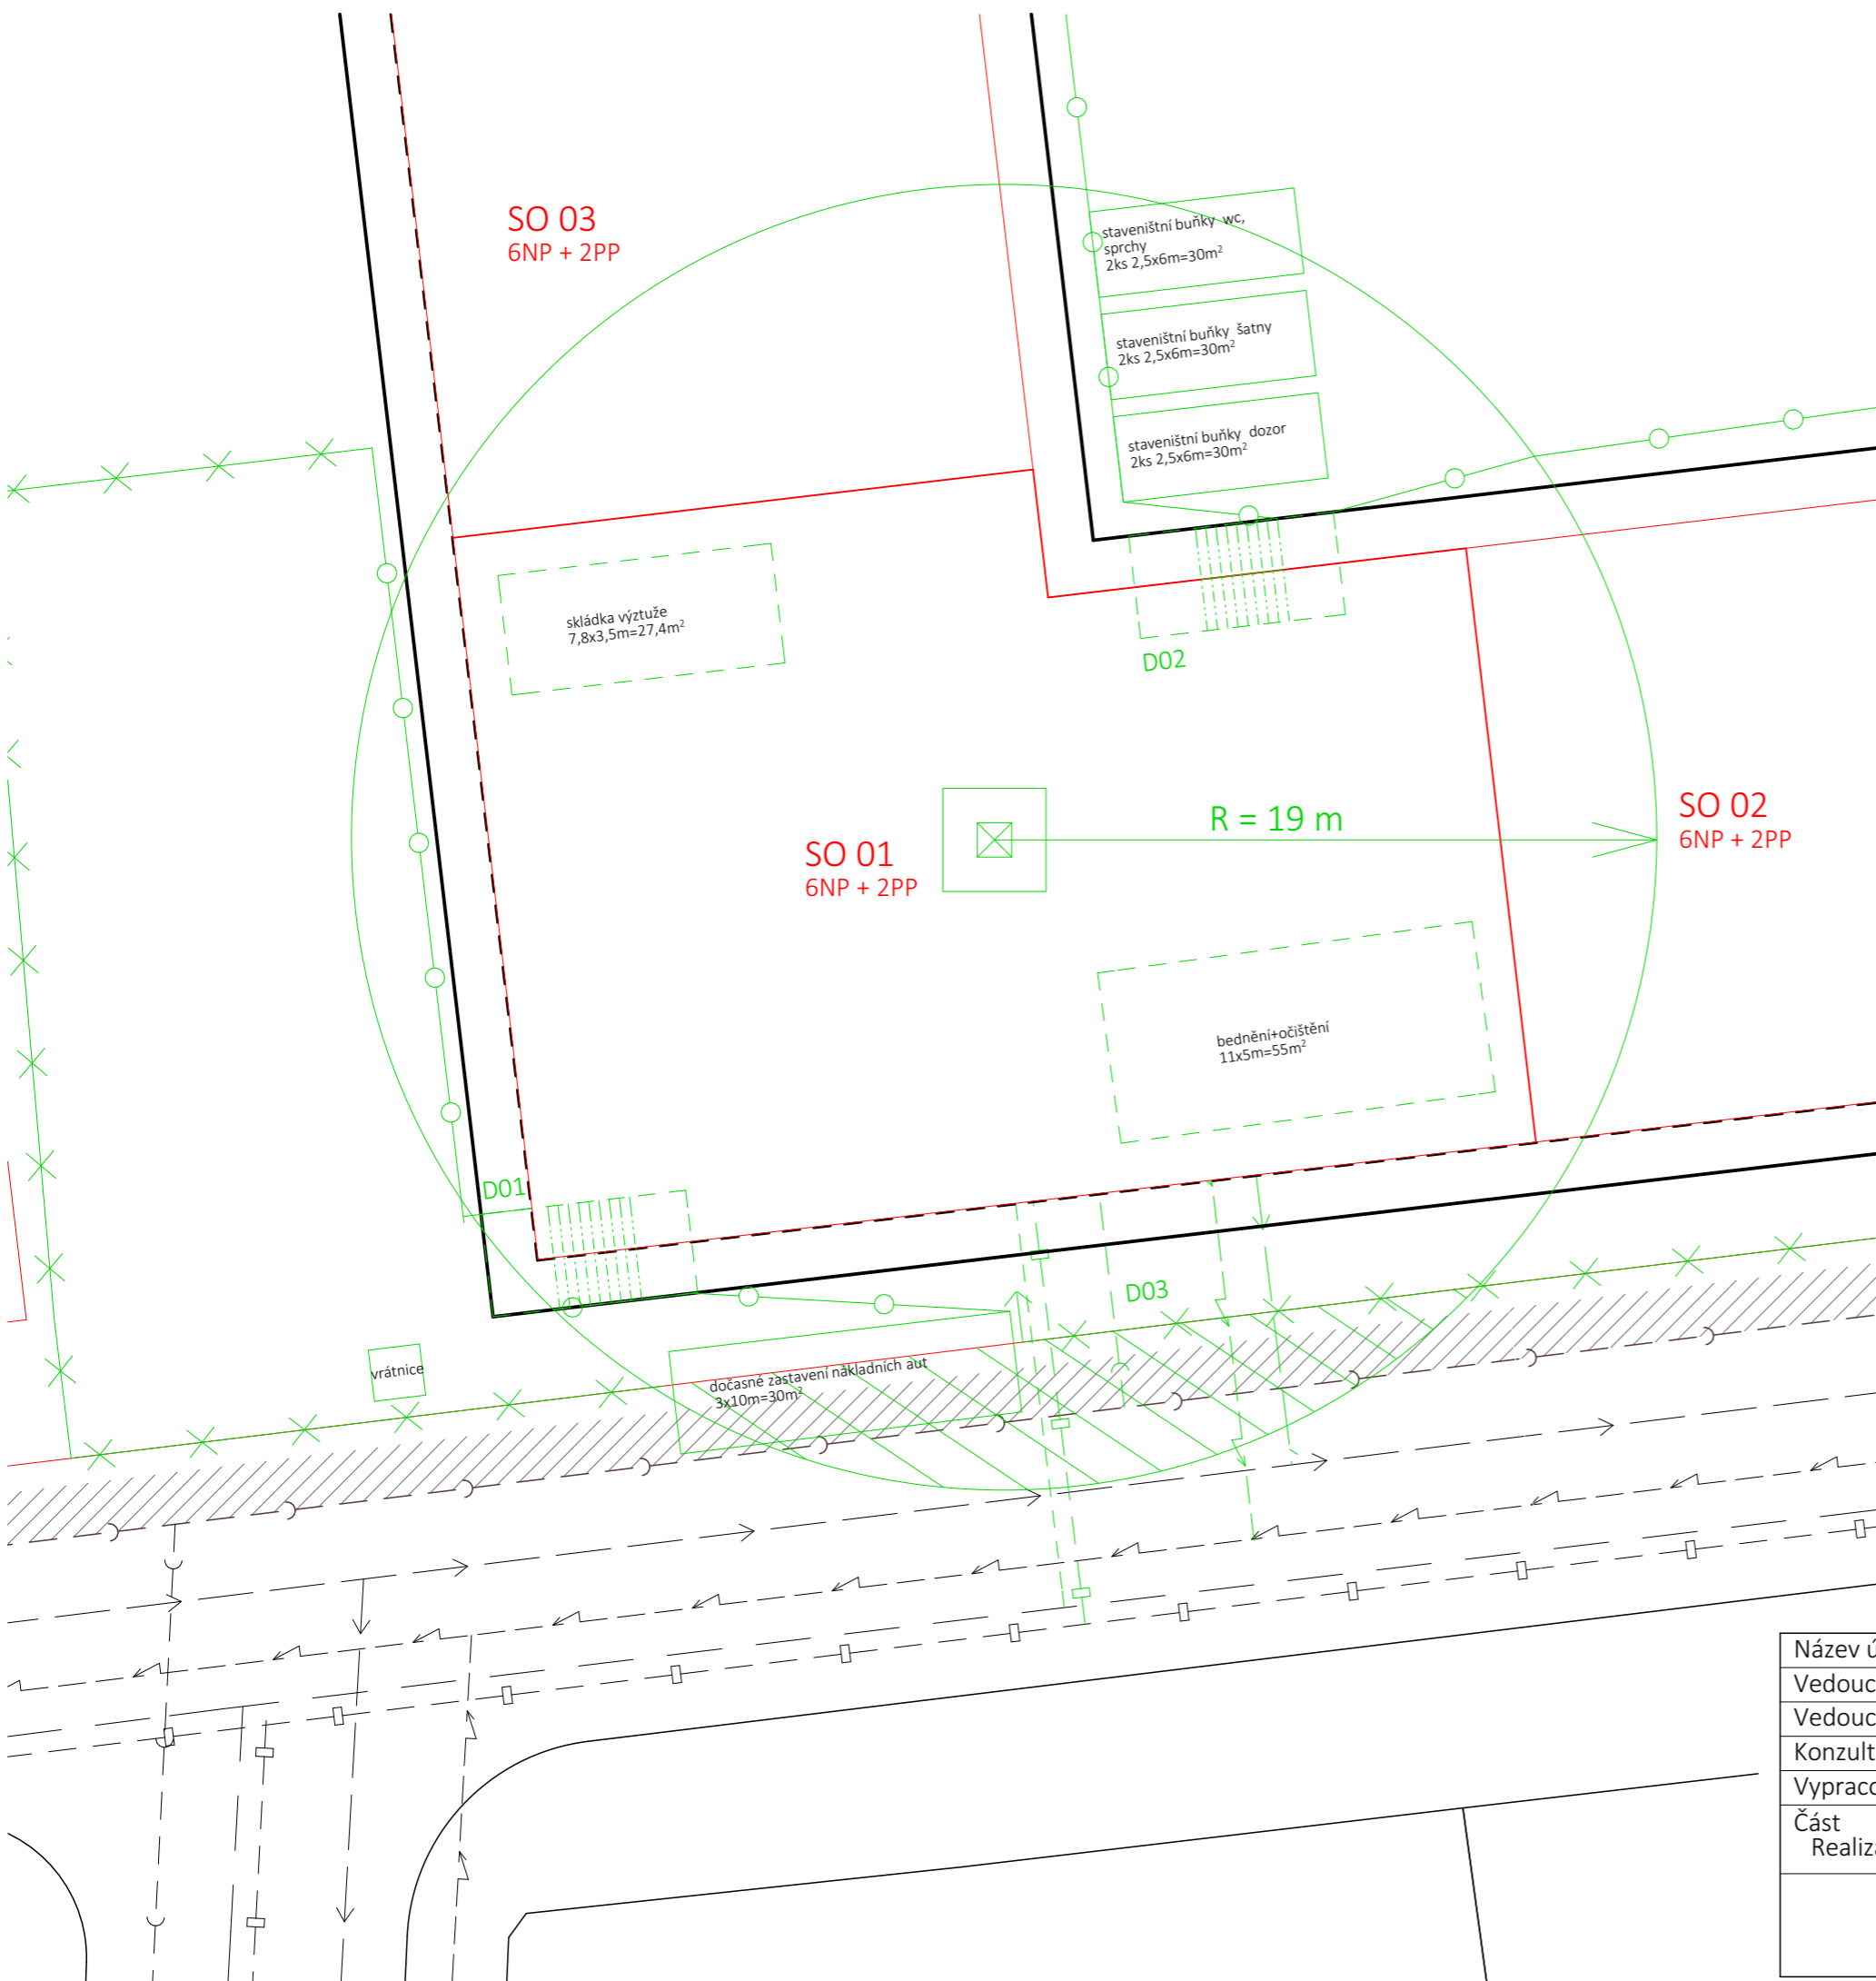 SO 03
6NP + 2PP
staveništní buňky wc,
sprchy
2ks 2,5x6m=30m²
staveništní buňky šatny
2ks 2,5x6m=30m²
staveništní buňky dozor
2ks 2,5x6m=30m²
skládka výztuže
7,8x3,5m=27,4m²
D02
R = 19 m
SO 02
6NP + 2PP
SO 01
6NP + 2PP
bednění+očištění
11x5m=55m²
D01
D03
vrátnice
dočasné zastavení nákladních aut
3x10m=30m²
Název ú
Vedouc
Vedouc
Konzult
Vypraco
Část
Realiza